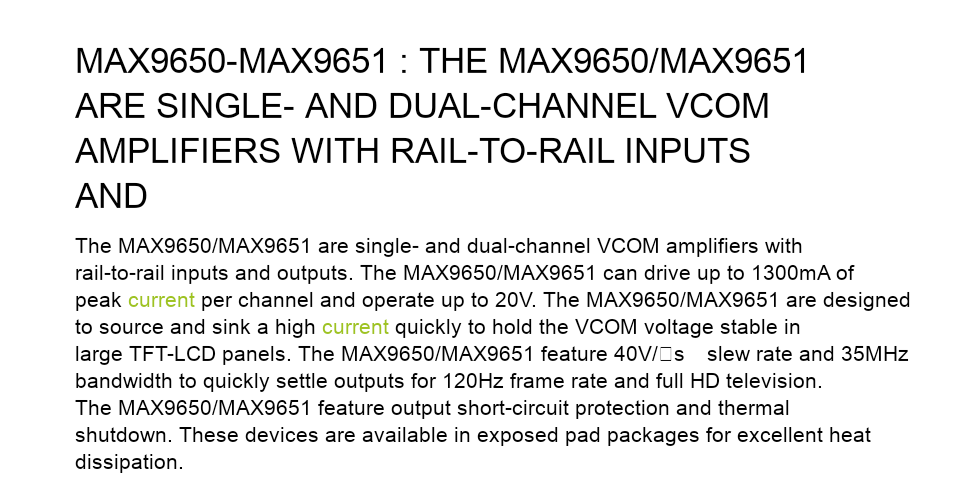 MAX9650-MAX9651 : THE MAX9650/MAX9651
ARE SINGLE- AND DUAL-CHANNEL VCOM
AMPLIFIERS WITH RAIL-TO-RAIL INPUTS
AND
The MAX9650/MAX9651 are single- and dual-channel VCOM amplifiers with
rail-to-rail inputs and outputs. The MAX9650/MAX9651 can drive up to 1300mA of
peak current per channel and operate up to 20V. The MAX9650/MAX9651 are designed
to source and sink a high current quickly to hold the VCOM voltage stable in
large TFT-LCD panels. The MAX9650/MAX9651 feature 40V/□s slew rate and 35MHz
bandwidth to quickly settle outputs for 120Hz frame rate and full HD television.
The MAX9650/MAX9651 feature output short-circuit protection and thermal
shutdown. These devices are available in exposed pad packages for excellent heat
dissipation.